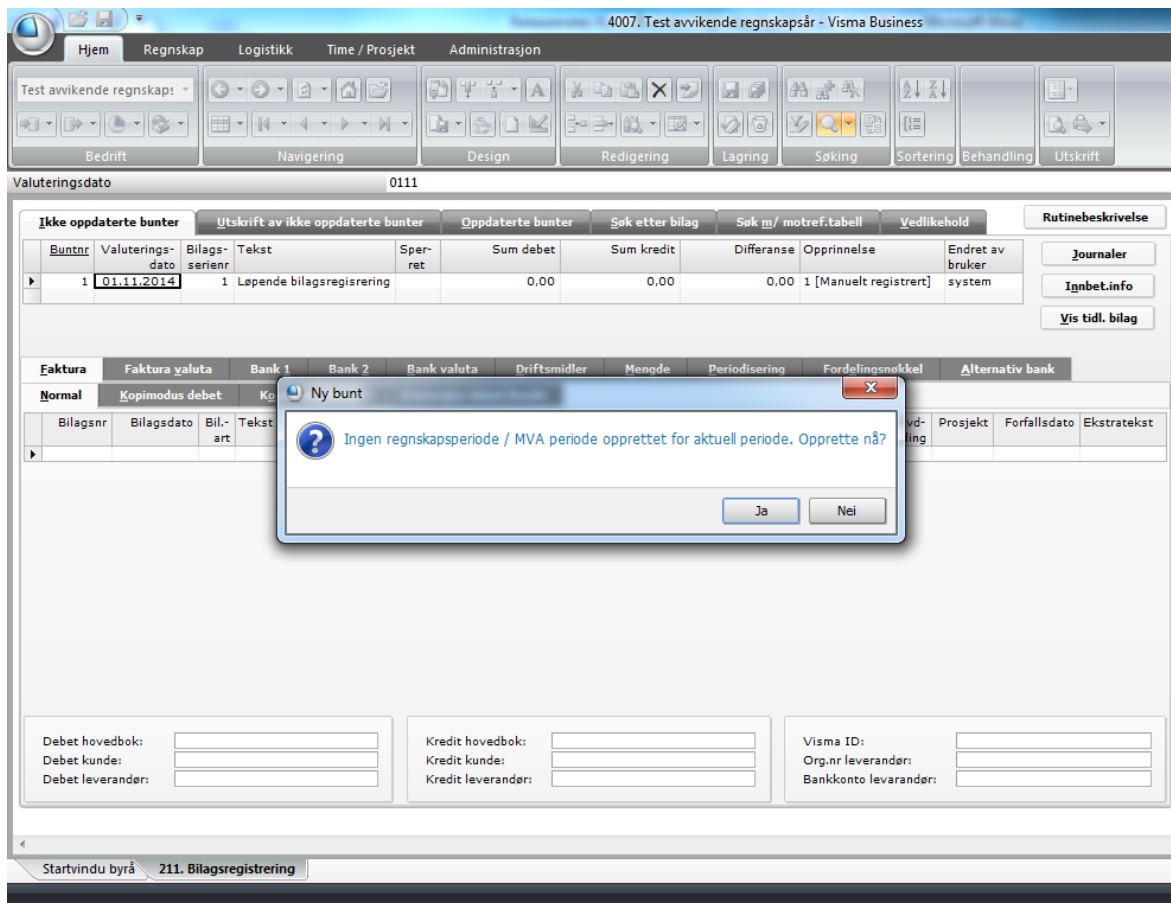 4007. Test avvikende regnskapsår - Visma Business
Hjem Regnskap Logistikk Time / Prosjekt Administrasjon
Test avvikende regnskaps
Bedrift Navigering Design Redigering Lagring Søking Sortering Behandling Utskrift
Valuteringsdato 0111
Ikke oppdaterte bunter Utskrift av ikke oppdaterte bunter Oppdaterte bunter Søk etter bilag Søk m/ motref.tabell Vedlikehold Rutinebeskrivelse
Buntnr Valuterings- Bilags- Tekst Sper- Sum debet Sum kredit Differanse Opprinnelse Endret av
dato serienr ret bruker
1 01.11.2014 1 Løpende bilagsregisrering 0,00 0,00 0,00 1 [Manuelt registrert] system
Journaler
Innbet.info
Vis tidl. bilag
Faktura Faktura valuta Bank 1 Bank 2 Bank valuta Driftsmidler Mengde Periodisering Fordelingsnøkkel Alternativ bank
Normal Kopimodus debet Ko
Ny bunt
Bilagsnr Bilagsdato Bil.- Tekst vd- Prosjekt Forfallsdato Ekstratekst
art ling
Ingen regnskapsperiode / MVA periode opprettet for aktuell periode. Opprette nå?
Ja Nei
Debet hovedbok: Kredit hovedbok: Visma ID:
Debet kunde: Kredit kunde: Org.nr leverandør:
Debet leverandør: Kredit leverandør: Bankkonto levarandør:
Startvindu byrå 211. Bilagsregistrering